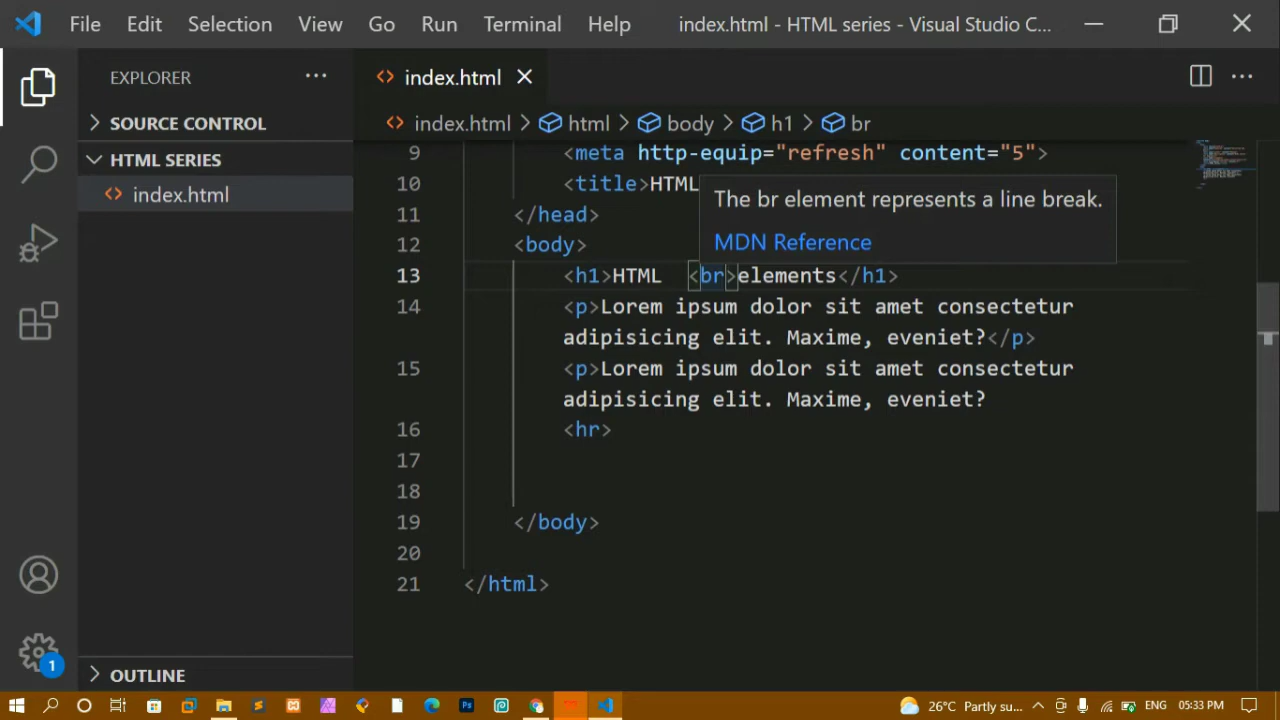 File Edit Selection View Go Run Terminal Help index.html - HTML series - Visual Studio C...
EXPLORER
index.html
SOURCE CONTROL
index.html > html > body > h1 > br
HTML SERIES
index.html
9 <meta http-equip="refresh" content="5">
10 <title>HTML
The br element represents a line break.
MDN Reference
11 </head>
12 <body>
13 <h1>HTML <br>elements</h1>
14 <p>Lorem ipsum dolor sit amet consectetur
adipisicing elit. Maxime, eveniet?</p>
15 <p>Lorem ipsum dolor sit amet consectetur
adipisicing elit. Maxime, eveniet?
16 <hr>
17
18
19 </body>
20
21 </html>
1
OUTLINE
26°C Partly su... ENG 05:33 PM